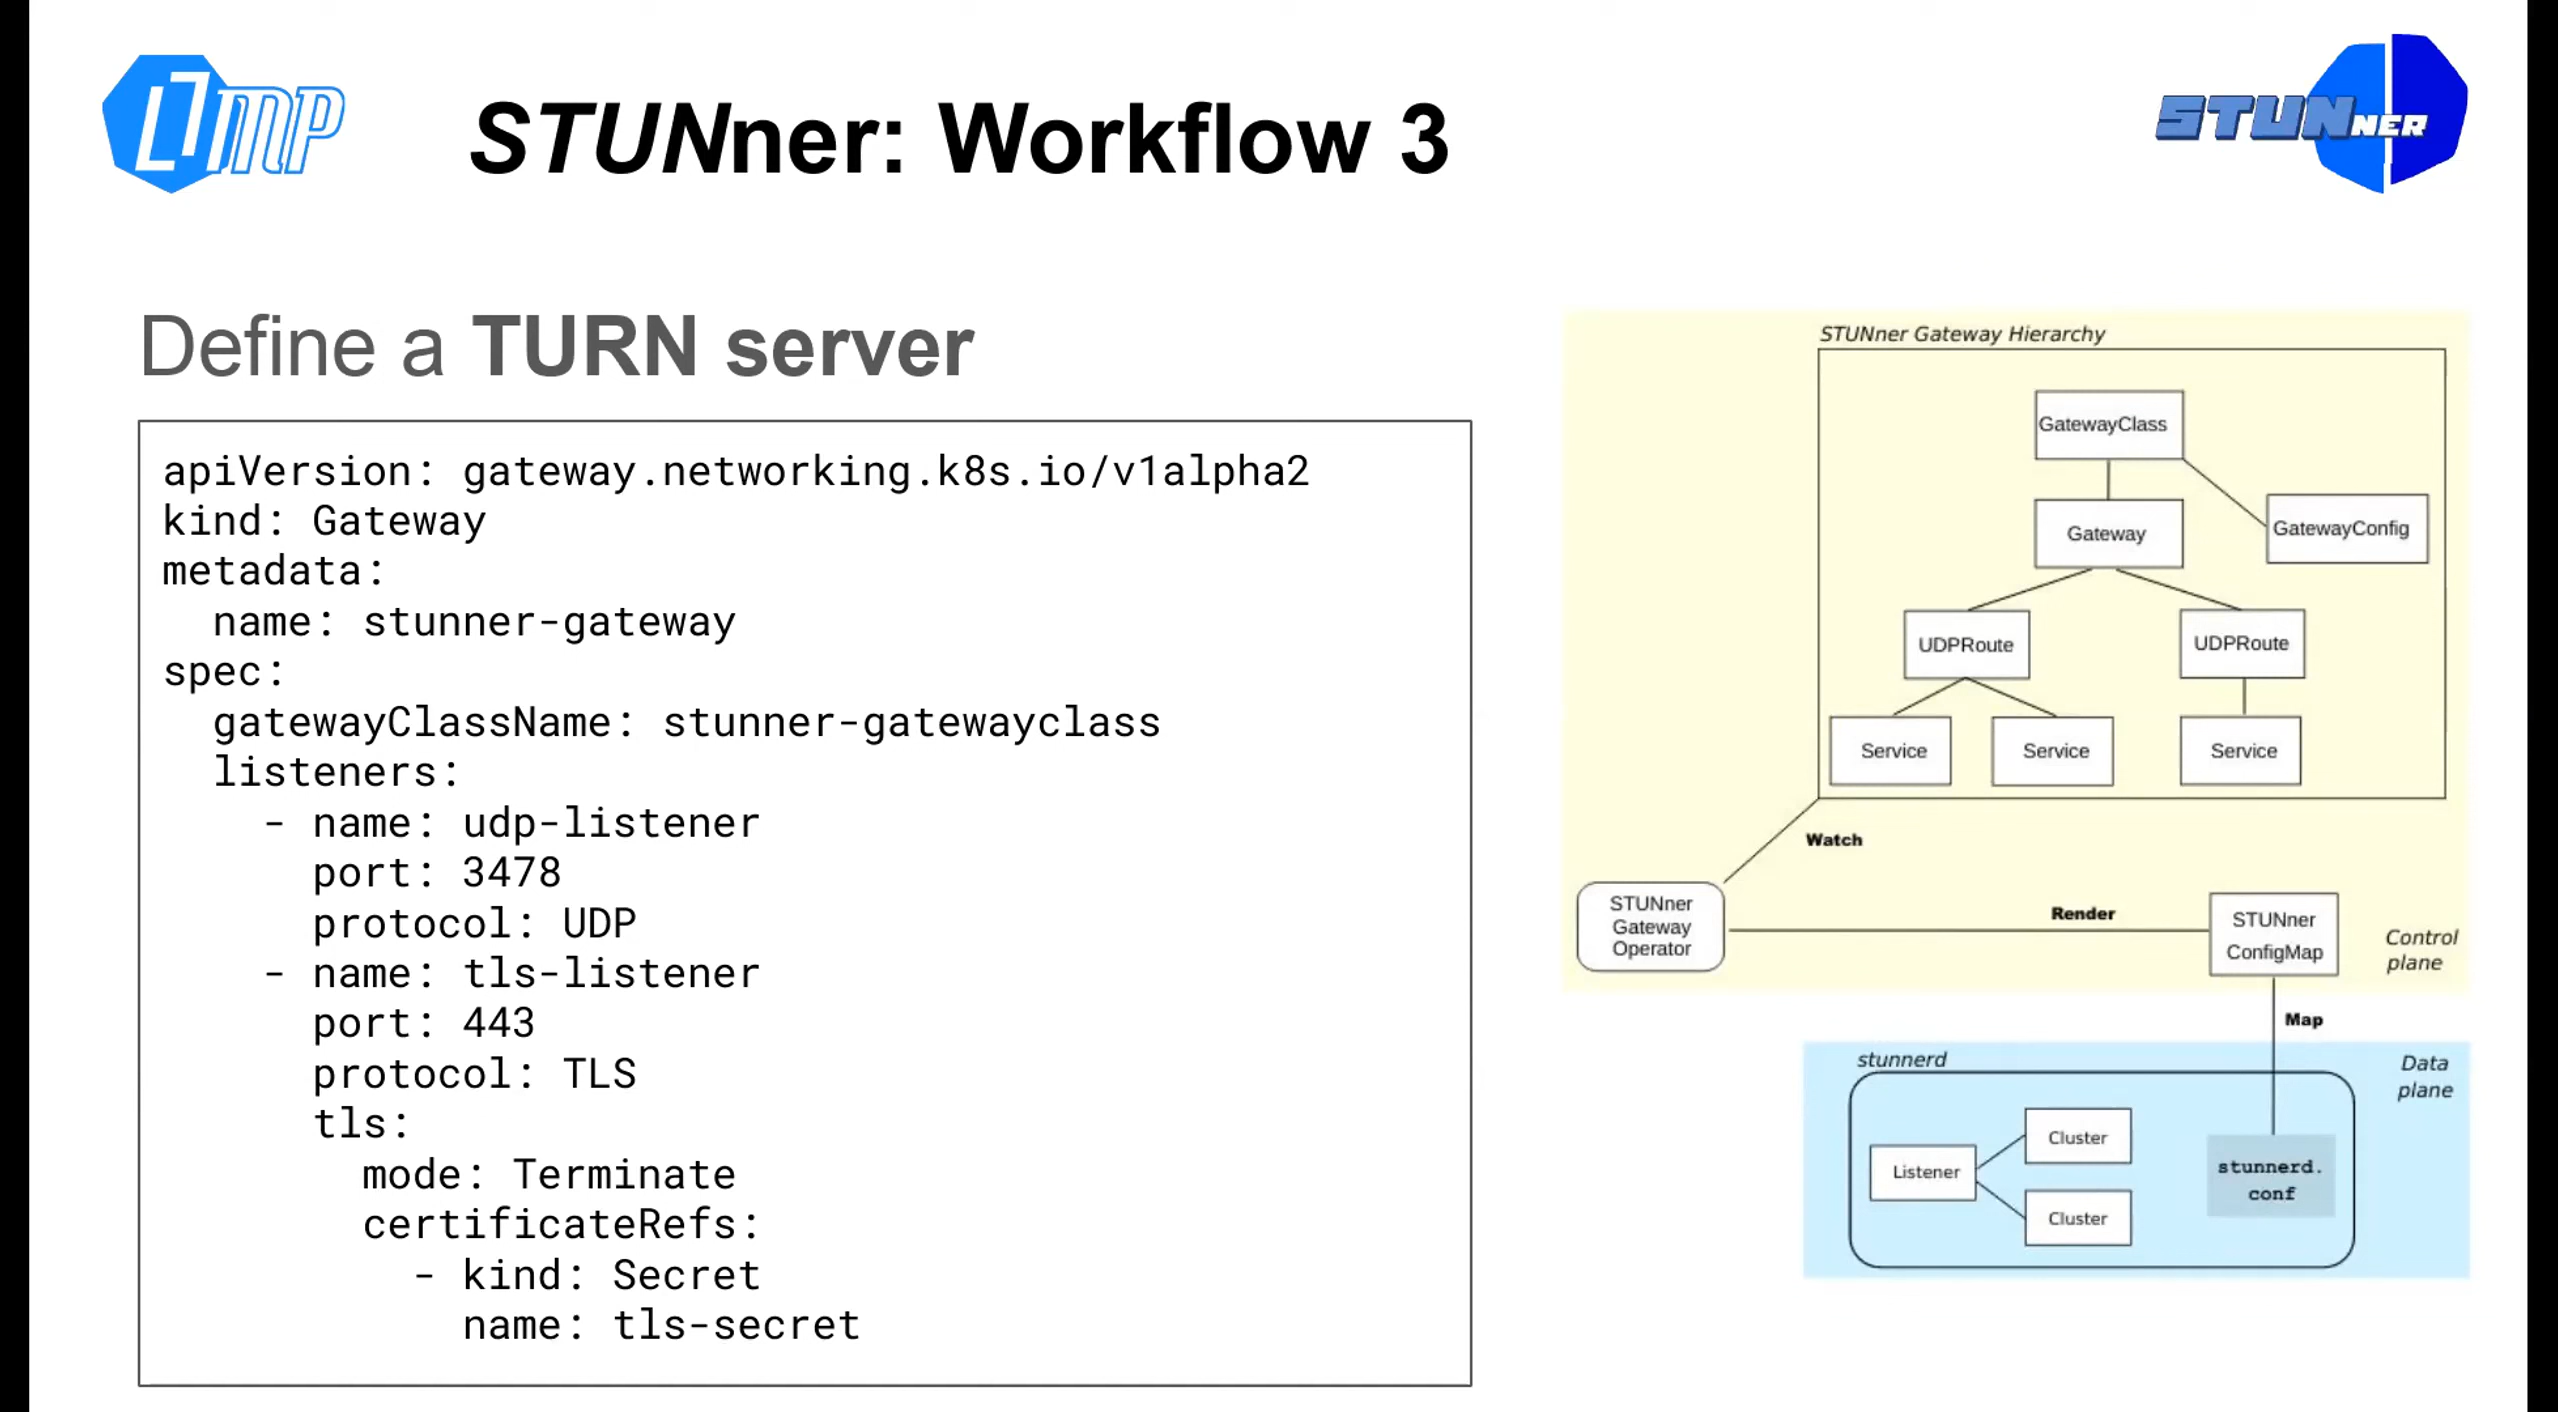 L7mp
STUNner: Workflow 3
STUNNER
Define a TURN server
apiVersion: gateway.networking.k8s.io/v1alpha2
kind: Gateway
metadata:
  name: stunner-gateway
spec:
  gatewayClassName: stunner-gatewayclass
  listeners:
    - name: udp-listener
      port: 3478
      protocol: UDP
    - name: tls-listener
      port: 443
      protocol: TLS
      tls:
        mode: Terminate
        certificateRefs:
          - kind: Secret
            name: tls-secret
STUNner Gateway Hierarchy
GatewayClass
Gateway
GatewayConfig
UDPRoute
UDPRoute
Service
Service
Service
Watch
STUNner
Gateway
Operator
Render
STUNner
ConfigMap
Control
plane
Map
stunnerd
Data
plane
Listener
Cluster
Cluster
stunnerd.
conf